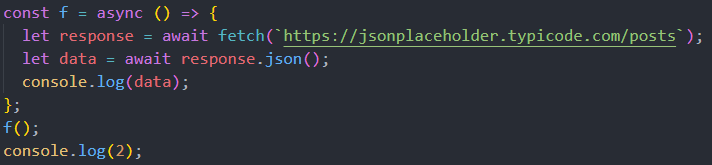 const f = async () => {
  let response = await fetch(`https://jsonplaceholder.typicode.com/posts`);
  let data = await response.json();
  console.log(data);
};
f();
console.log(2);